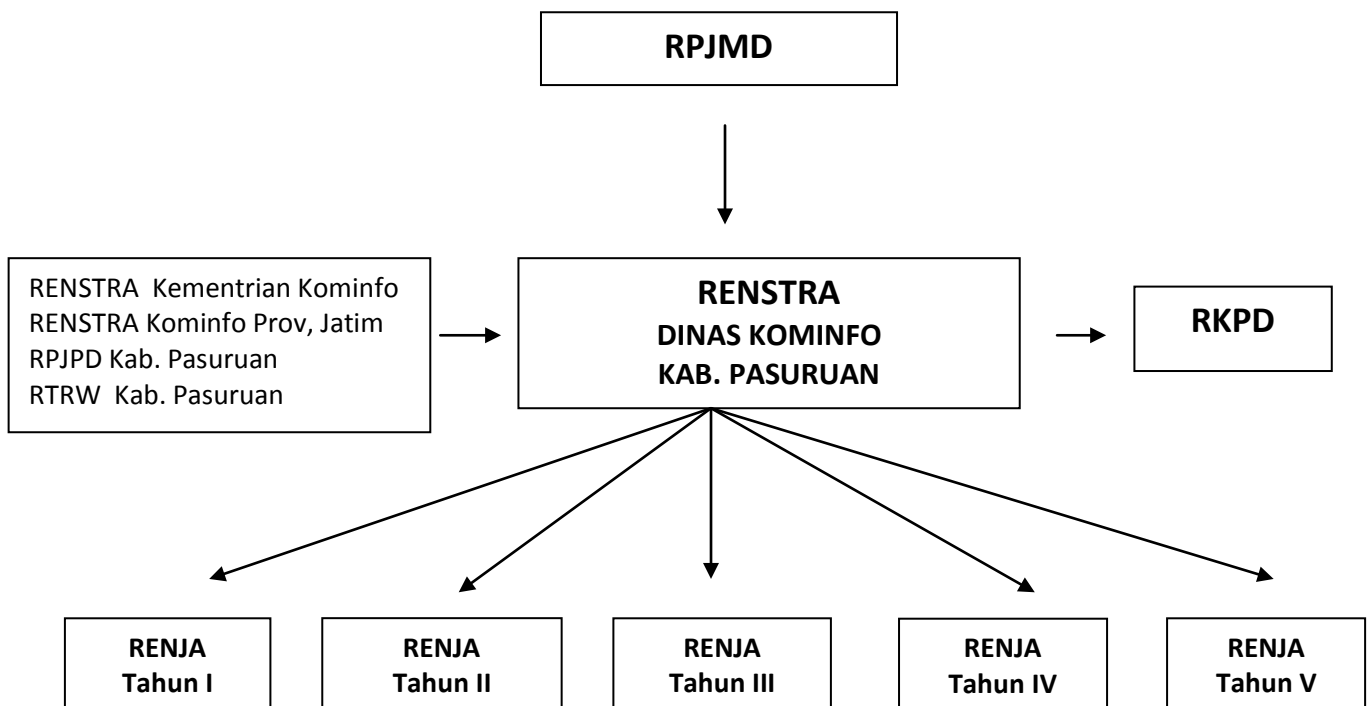 RPJMD
RENSTRA Kementrian Kominfo
RENSTRA Kominfo Prov, Jatim
RPJPD Kab. Pasuruan
RTRW Kab. Pasuruan
RENSTRA
DINAS KOMINFO
KAB. PASURUAN
RKPD
RENJA
Tahun I
RENJA
Tahun II
RENJA
Tahun III
RENJA
Tahun IV
RENJA
Tahun V